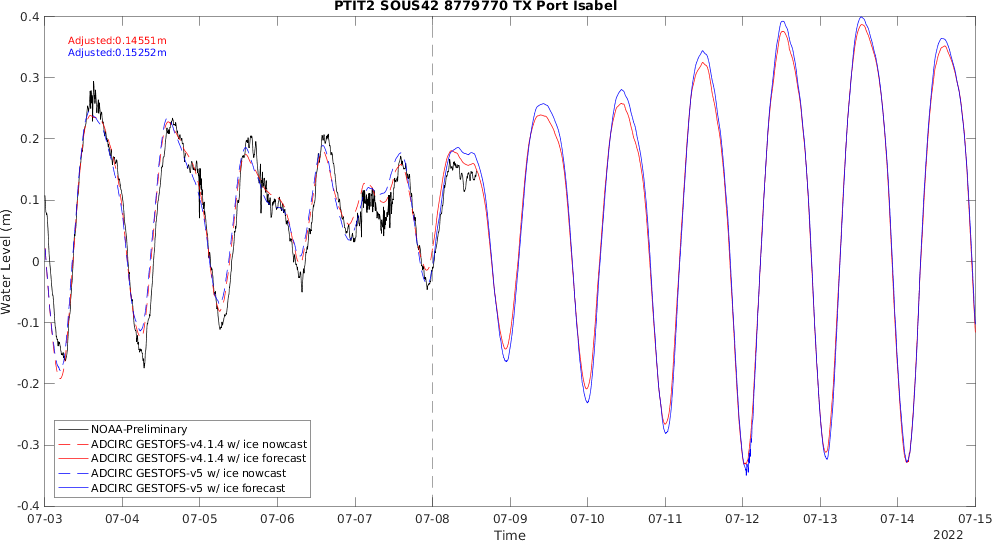 PTIT2 SOUS42 8779770 TX Port Isabel
Adjusted:0.14551m
Adjusted:0.15252m
Water Level (m)
0.4
0.3
0.2
0.1
0
-0.1
-0.2
-0.3
-0.4
NOAA-Preliminary
ADCIRC GESTOFS-v4.1.4 w/ ice nowcast
ADCIRC GESTOFS-v4.1.4 w/ ice forecast
ADCIRC GESTOFS-v5 w/ ice nowcast
ADCIRC GESTOFS-v5 w/ ice forecast
07-03 07-04 07-05 07-06 07-07 07-08 07-09 07-10 07-11 07-12 07-13 07-14 07-15
Time
2022